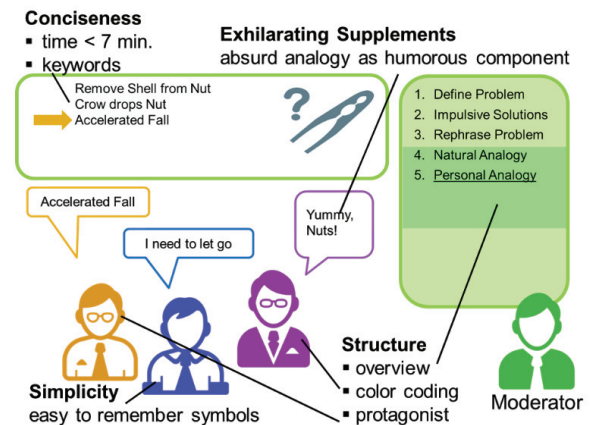 Conciseness
▪ time < 7 min.
▪ keywords
Exhilarating Supplements
absurd analogy as humorous component
Remove Shell from Nut
Crow drops Nut
Accelerated Fall
?
1. Define Problem
2. Impulsive Solutions
3. Rephrase Problem
4. Natural Analogy
5. Personal Analogy
Accelerated Fall
I need to let go
Yummy,
Nuts!
Structure
▪ overview
▪ color coding
▪ protagonist
Simplicity
easy to remember symbols
Moderator